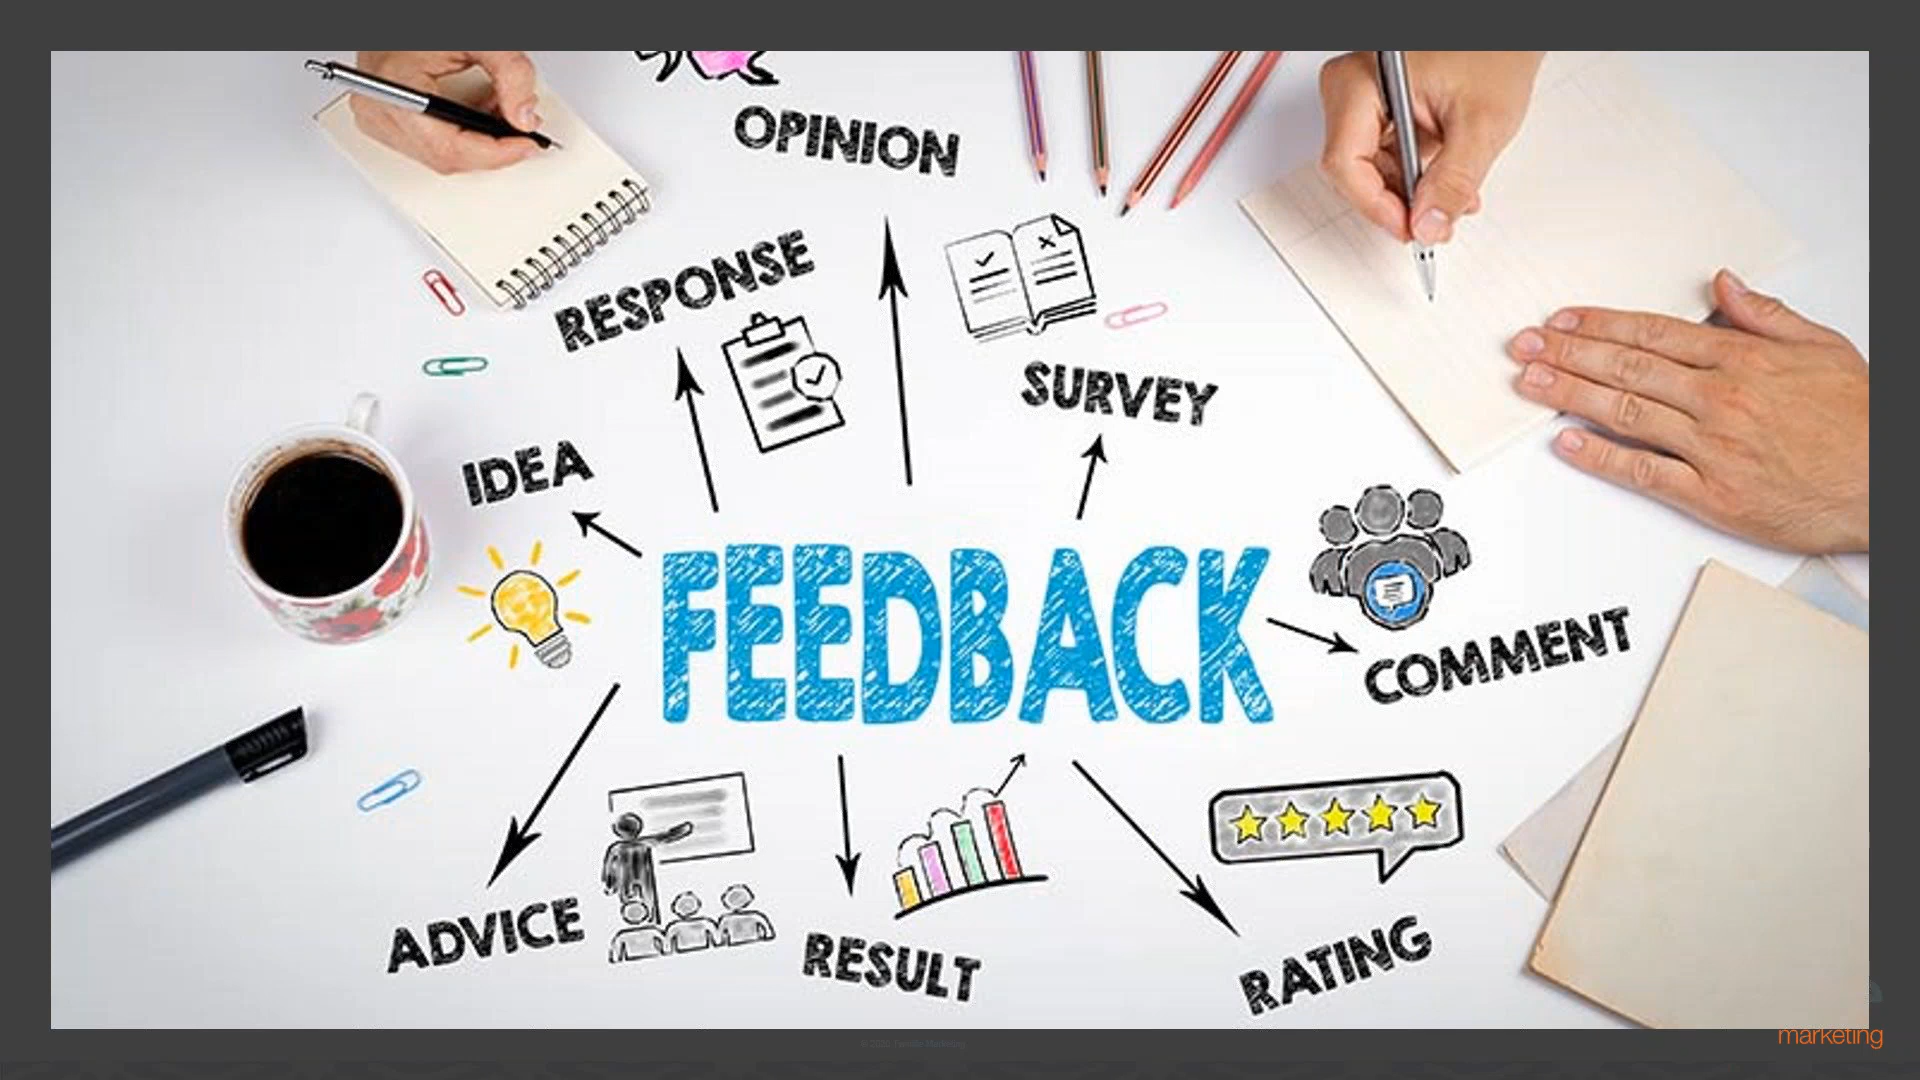 OPINION
RESPONSE
SURVEY
IDEA
FEEDBACK
COMMENT
ADVICE
RESULT
RATING
marketing